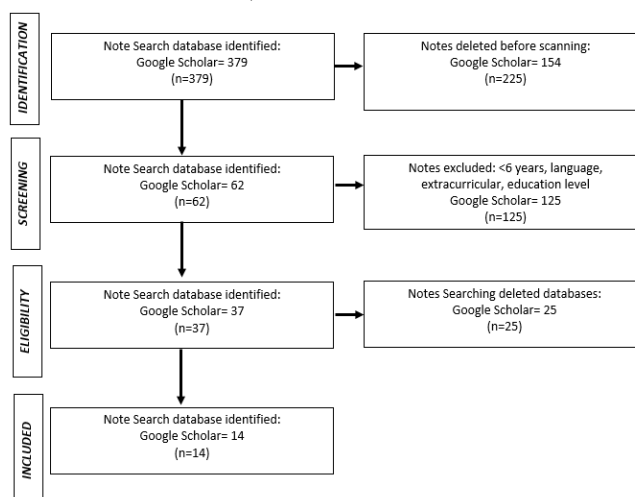 IDENTIFICATION
Note Search database identified:
Google Scholar= 379
(n=379)
Notes deleted before scanning:
Google Scholar= 154
(n=225)
SCREENING
Note Search database identified:
Google Scholar= 62
(n=62)
Notes excluded: <6 years, language,
extracurricular, education level
Google Scholar= 125
(n=125)
ELIGIBILITY
Note Search database identified:
Google Scholar= 37
(n=37)
Notes Searching deleted databases:
Google Scholar= 25
(n=25)
INCLUDED
Note Search database identified:
Google Scholar= 14
(n=14)